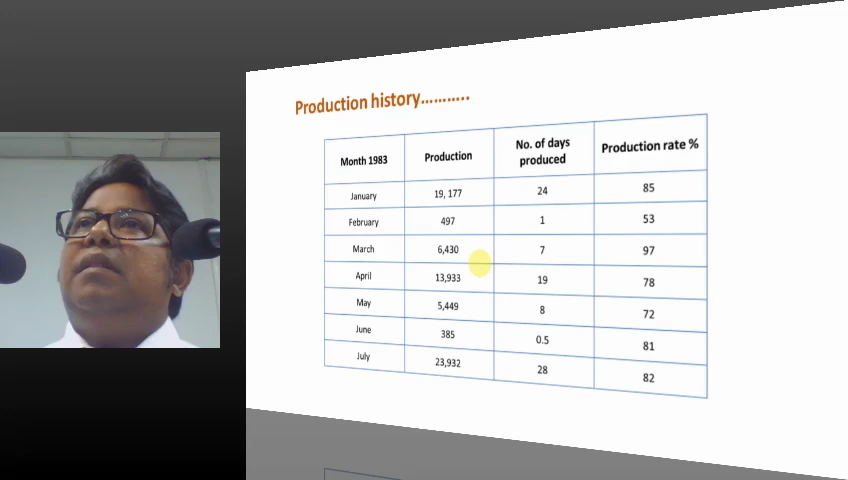 Production history...........
Month 1983 Production No. of days produced Production rate %
January 19, 177 24 85
February 497 1 53
March 6,430 7 97
April 13,933 19 78
May 5,449 8 72
June 385 0.5 81
July 23,932 28 82